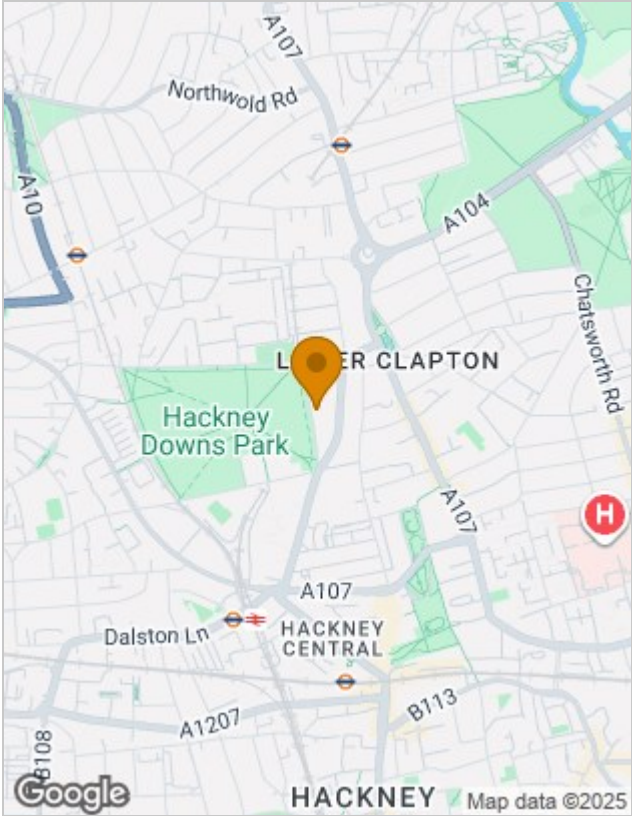 A107
Northwold Rd
A10
A104
Chatsworth Rd
LOWER CLAPTON
Hackney
Downs Park
H
A107
A107
Dalston Ln
HACKNEY
CENTRAL
B113
A1207
B108
Google
HACKNEY
Map data ©2025